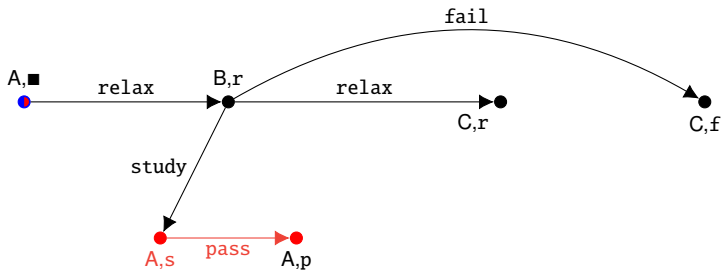 fail
A,■
relax
B,r
relax
C,r
C,f
study
A,s
pass
A,p